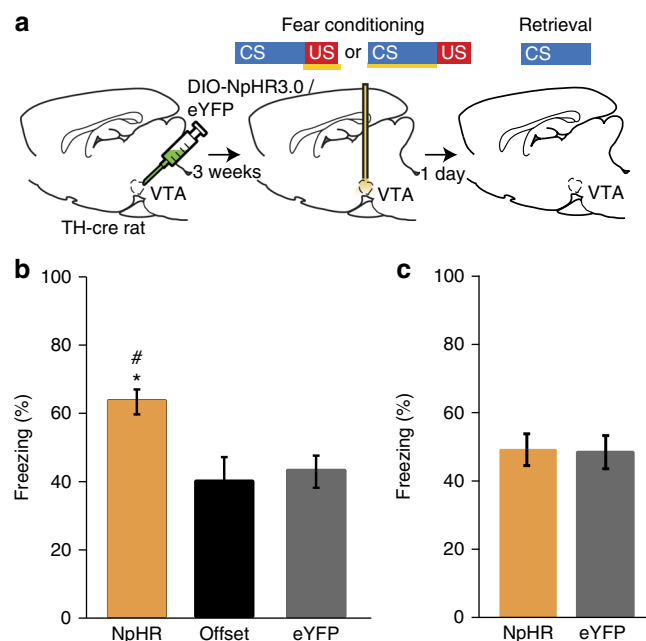 a
Fear conditioning
Retrieval
CS US or CS US
CS
DIO-NpHR3.0 /
eYFP
3 weeks
1 day
VTA
VTA
VTA
TH-cre rat
b
100
80
60
40
20
0
Freezing (%)
#
*
NpHR Offset eYFP
c
100
80
60
40
20
0
Freezing (%)
NpHR eYFP